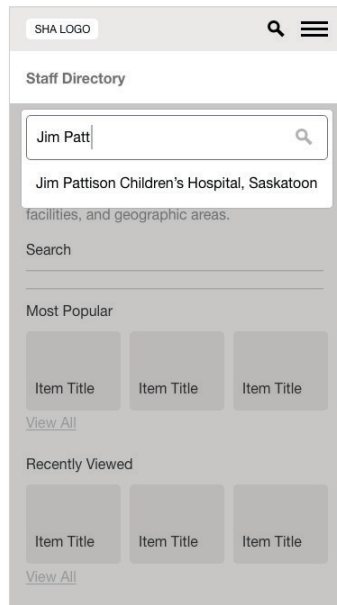 SHA LOGO
Staff Directory
Jim Patt
Jim Pattison Children's Hospital, Saskatoon
facilities, and geographic areas.
Search
Most Popular
Item Title Item Title Item Title
View All
Recently Viewed
Item Title Item Title Item Title
View All